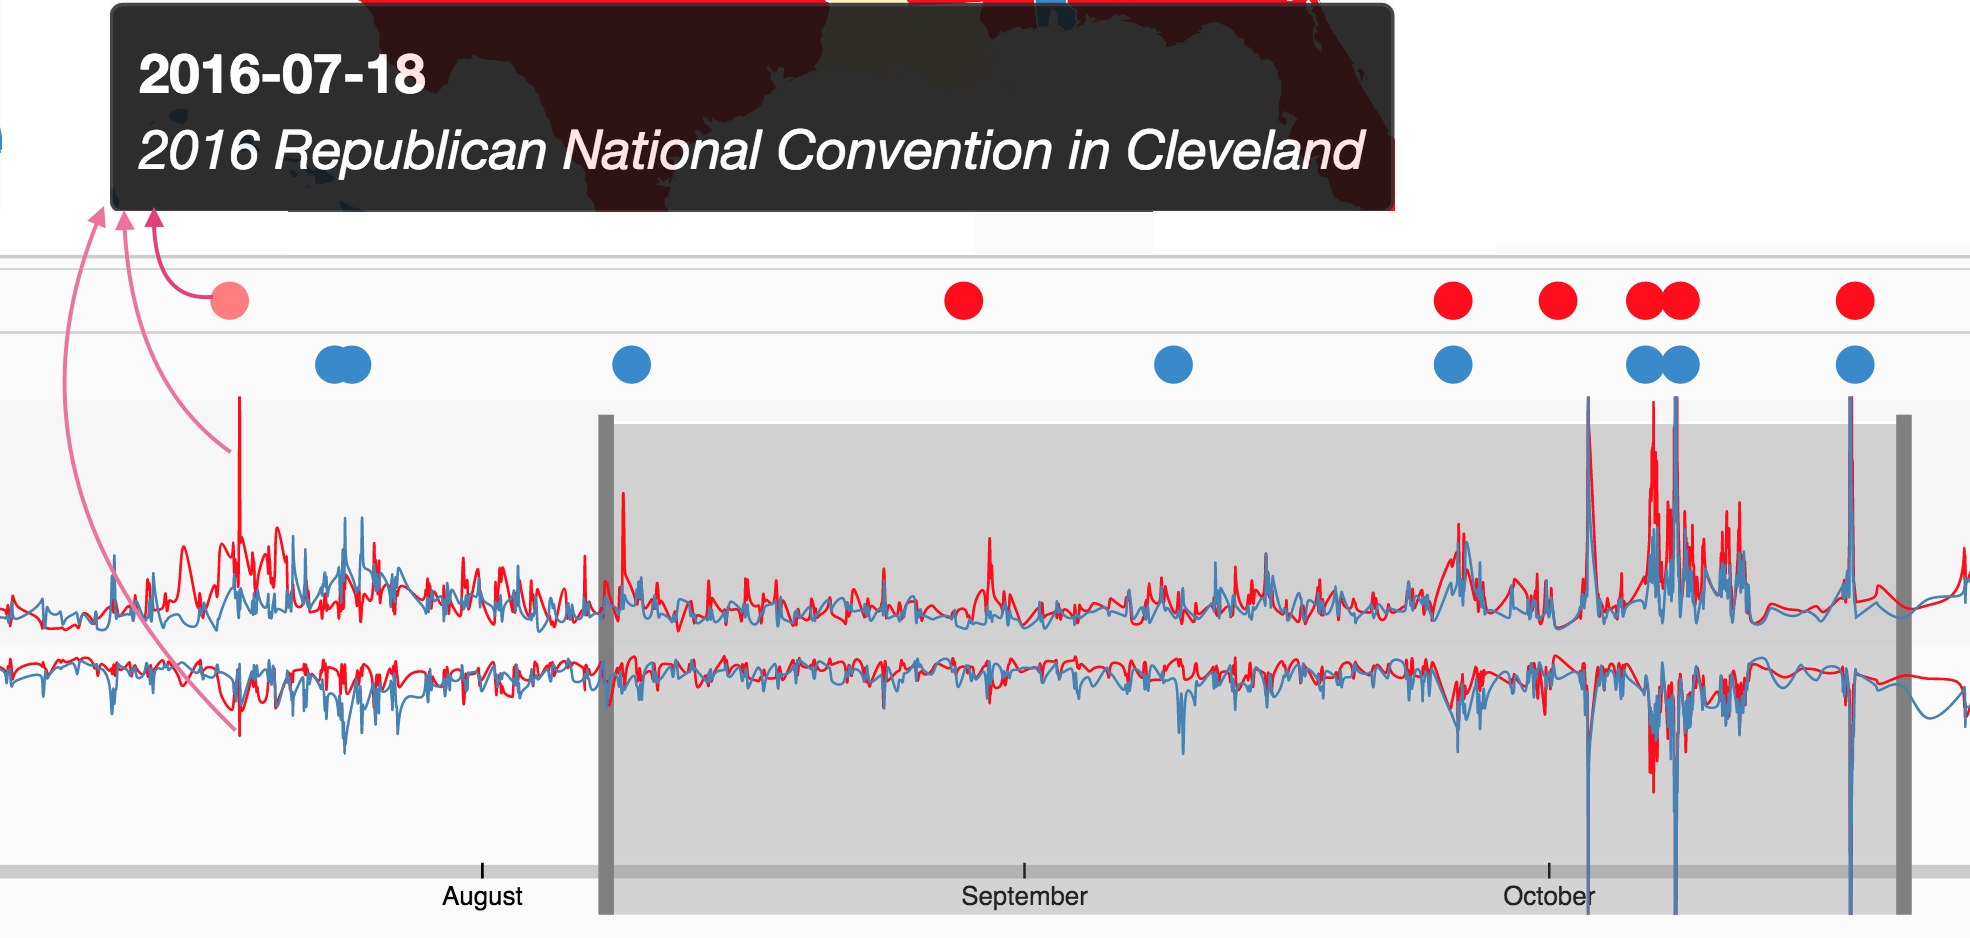 2016-07-18
2016 Republican National Convention in Cleveland
August
September
October